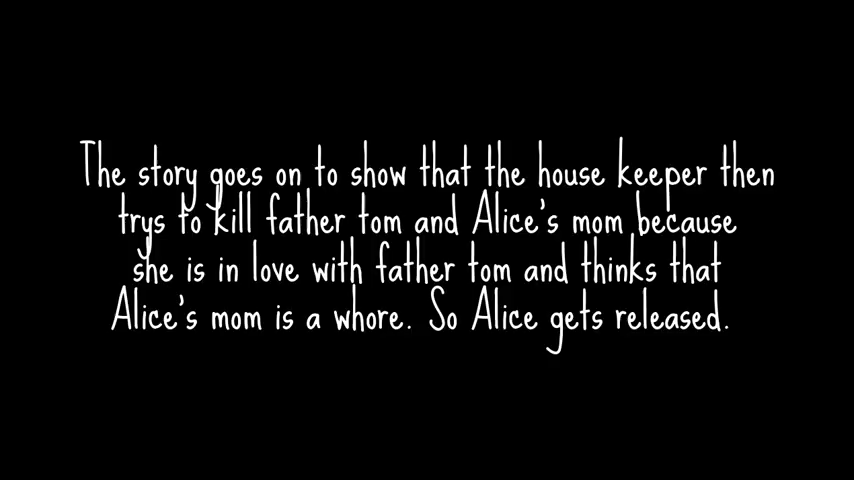 The story goes on to show that the house keeper then
trys to kill father tom and Alice's mom because
she is in love with father tom and thinks that
Alice's mom is a whore. So Alice gets released.